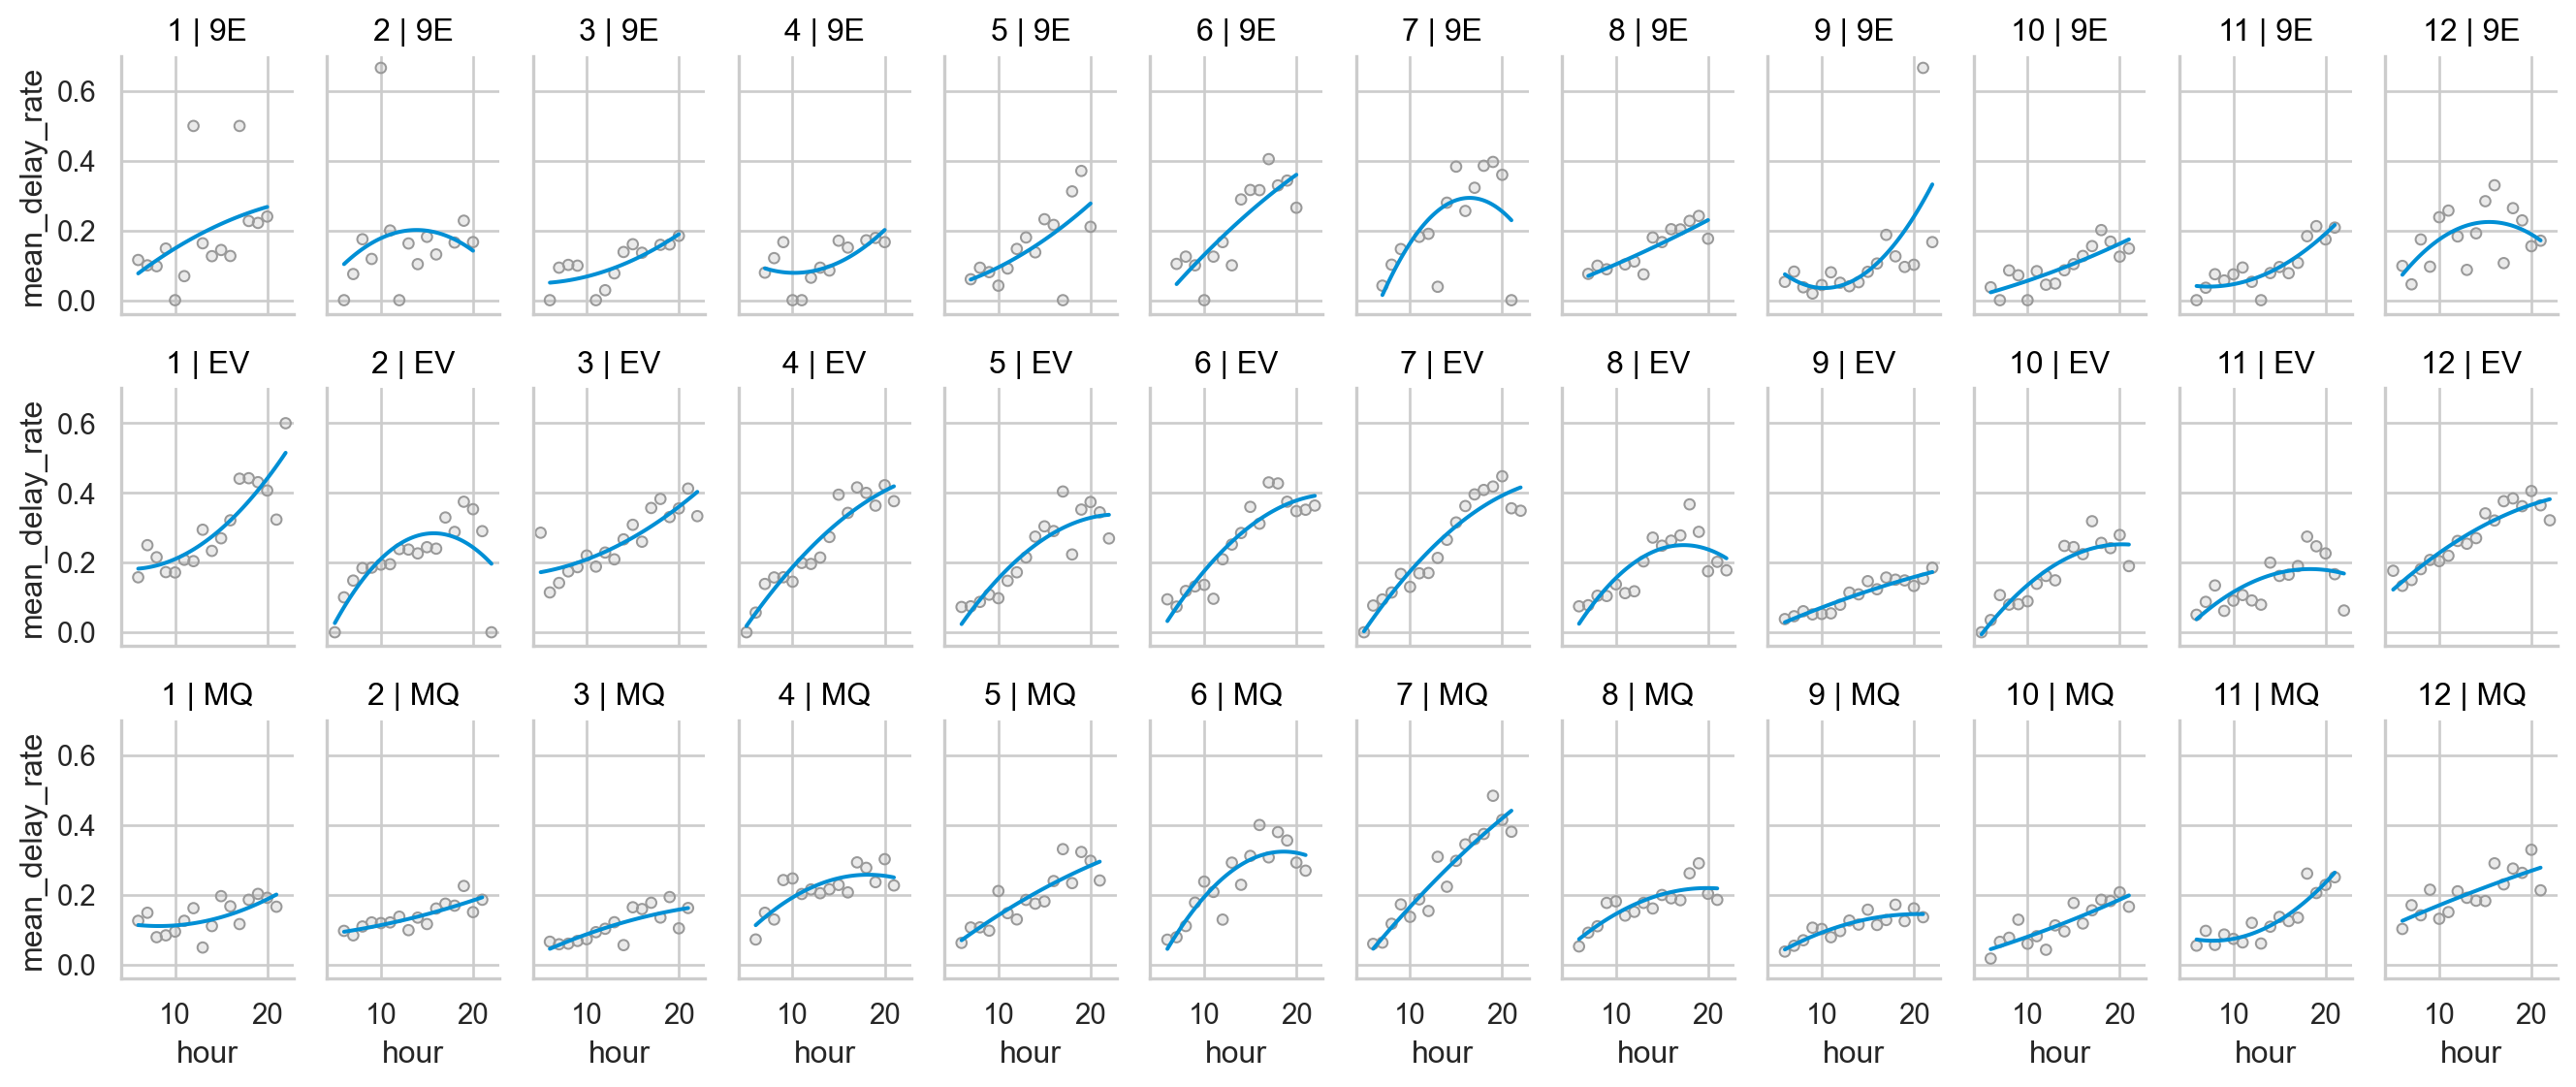 1 | 9E 2 | 9E 3 | 9E 4 | 9E 5 | 9E 6 | 9E 7 | 9E 8 | 9E 9 | 9E 10 | 9E 11 | 9E 12 | 9E
mean_delay_rate
0.6
0.4
0.2
0.0
1 | EV 2 | EV 3 | EV 4 | EV 5 | EV 6 | EV 7 | EV 8 | EV 9 | EV 10 | EV 11 | EV 12 | EV
mean_delay_rate
0.6
0.4
0.2
0.0
1 | MQ 2 | MQ 3 | MQ 4 | MQ 5 | MQ 6 | MQ 7 | MQ 8 | MQ 9 | MQ 10 | MQ 11 | MQ 12 | MQ
mean_delay_rate
0.6
0.4
0.2
0.0
10 20 10 20 10 20 10 20 10 20 10 20 10 20 10 20 10 20 10 20 10 20 10 20
hour hour hour hour hour hour hour hour hour hour hour hour